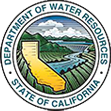 DEPARTMENT OF WATER RESOURCES
STATE OF CALIFORNIA